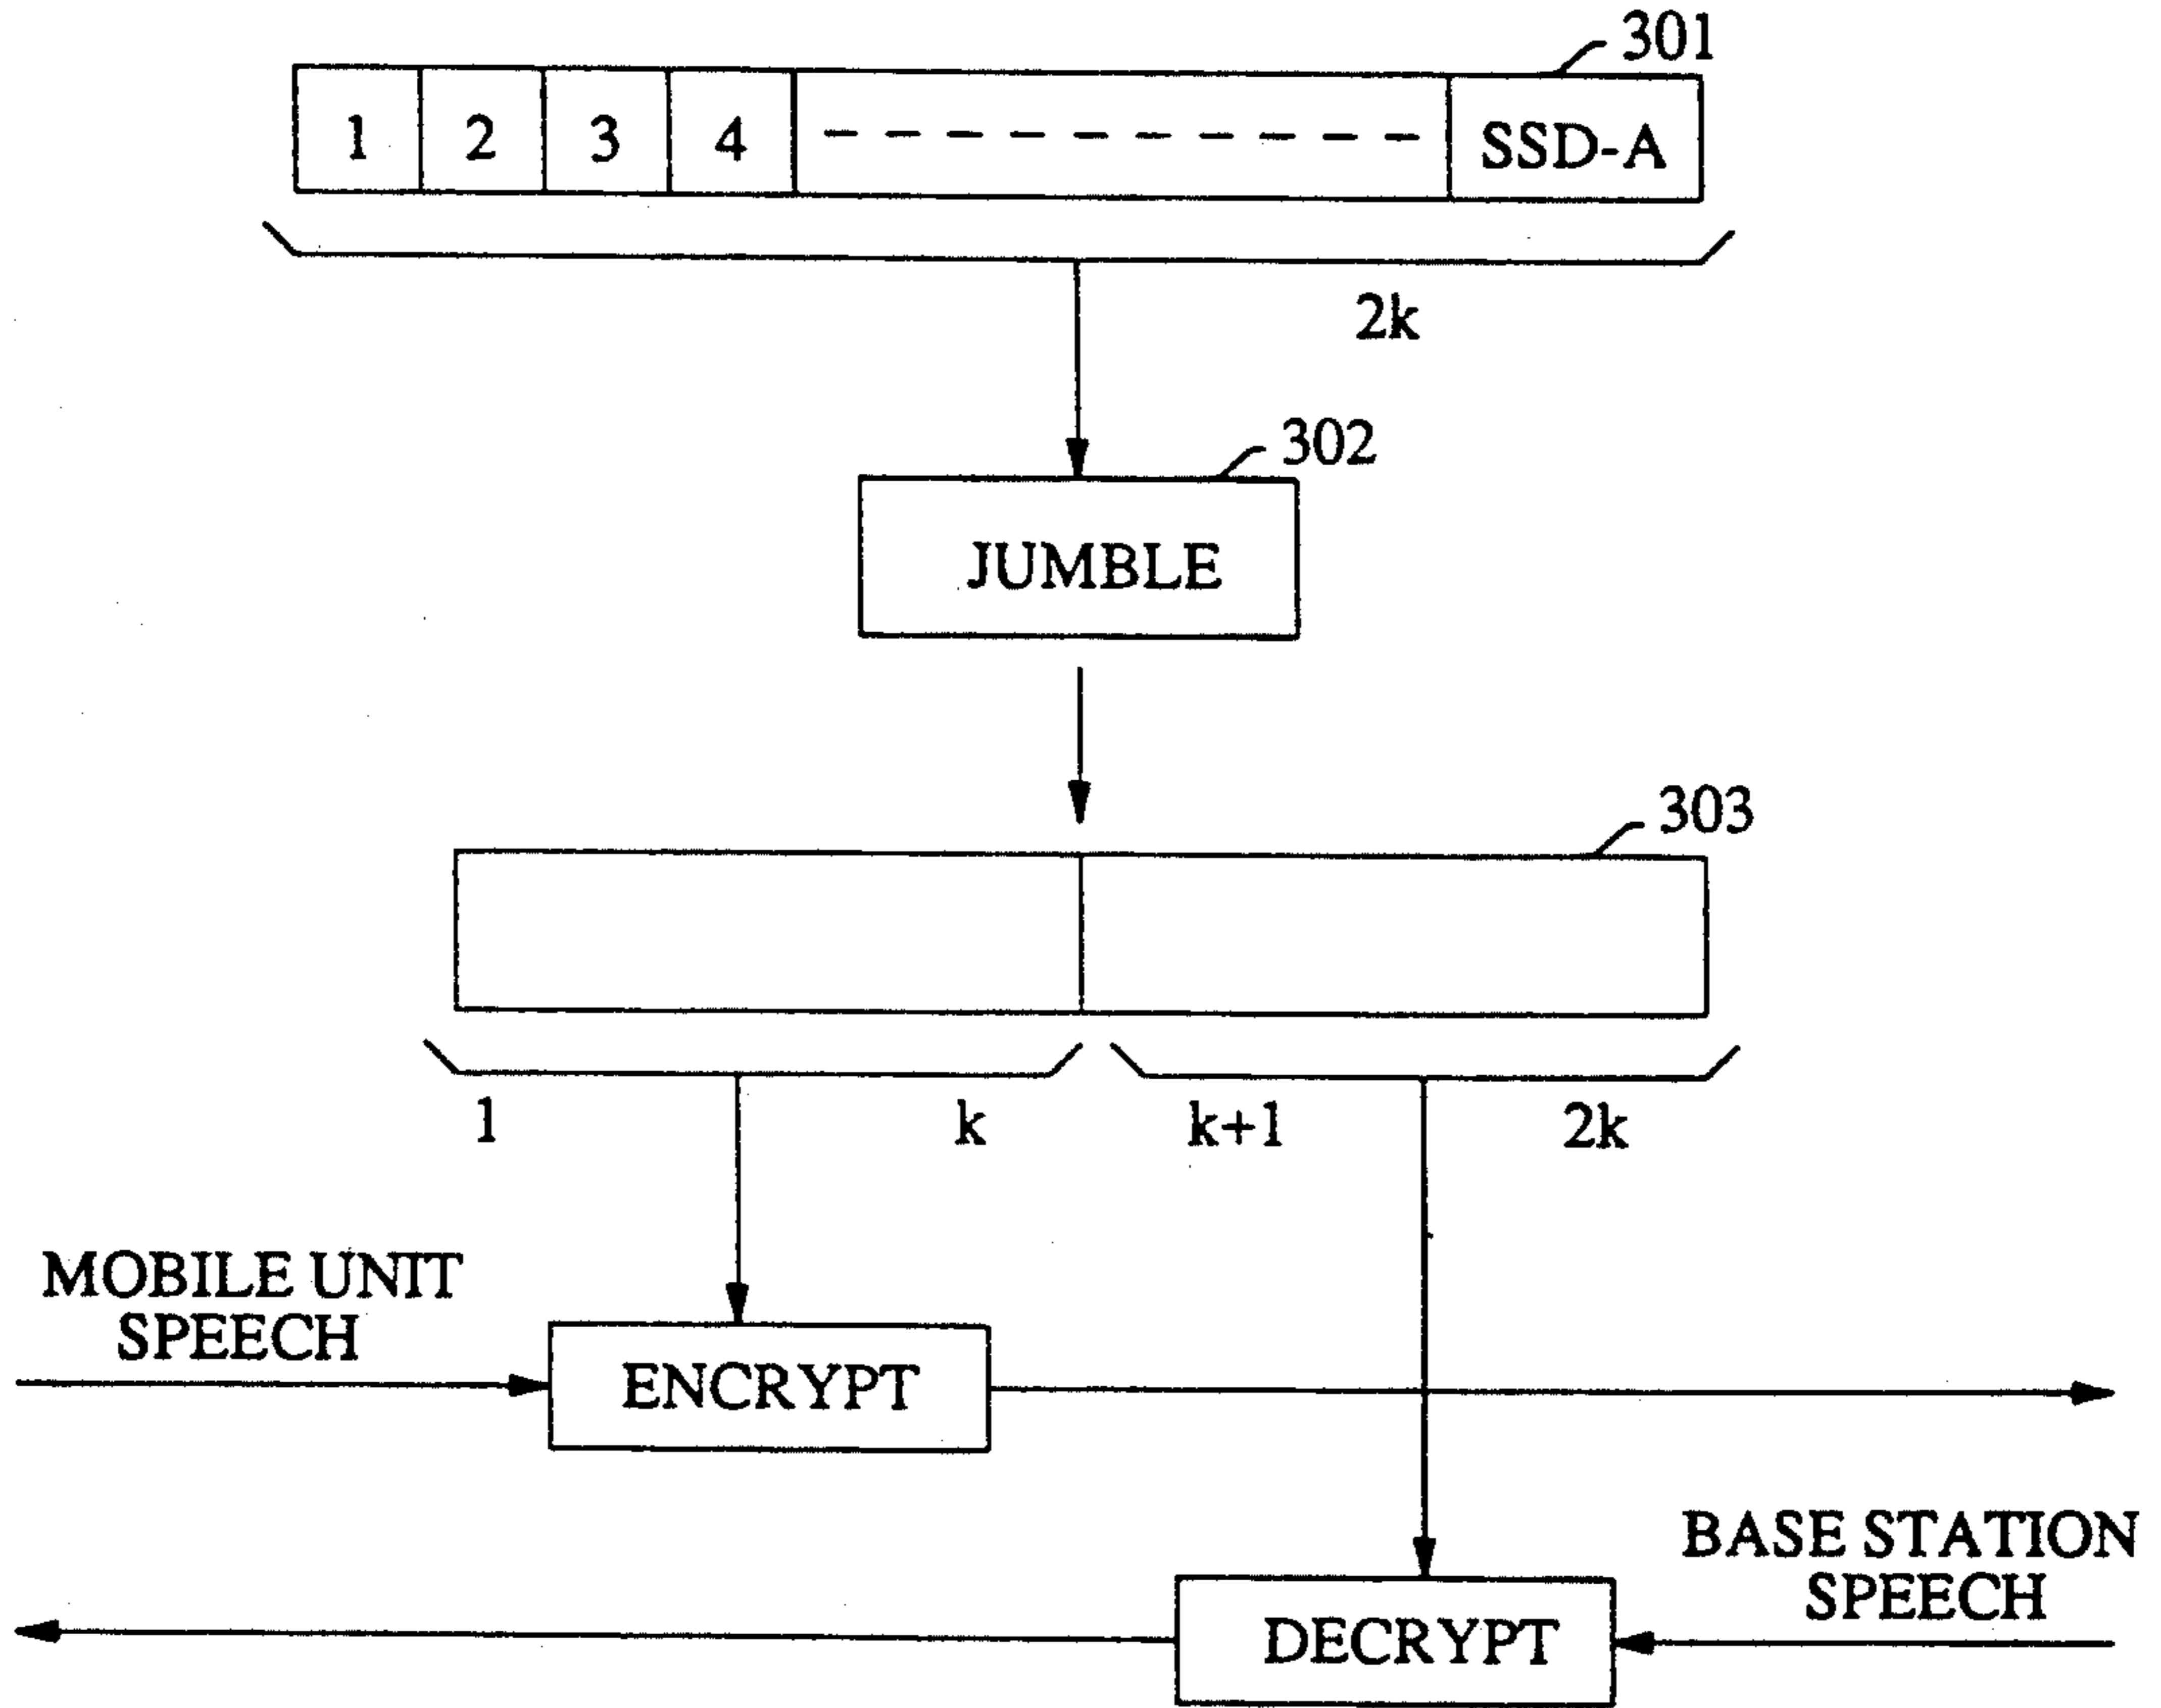 301
1 2 3 4 SSD-A
2k
302
JUMBLE
303
1 k k+1 2k
MOBILE UNIT
SPEECH
ENCRYPT
BASE STATION
SPEECH
DECRYPT